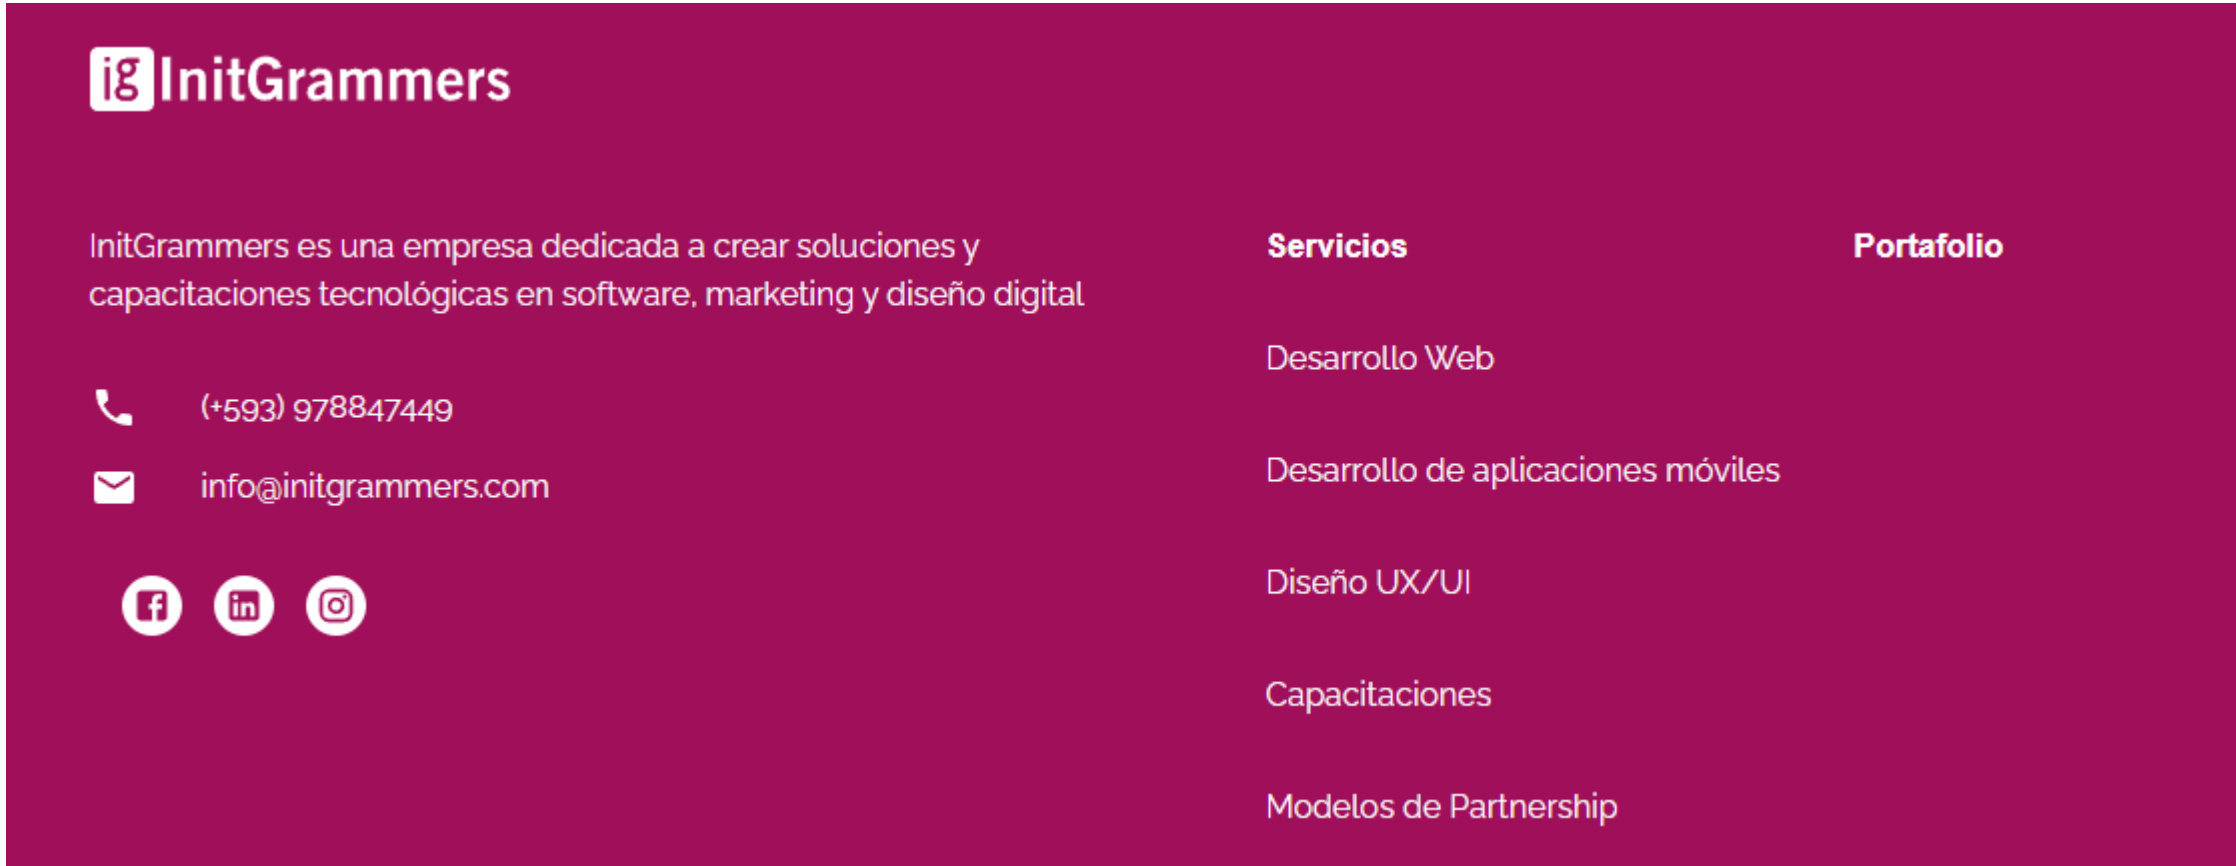 ig InitGrammers
InitGrammers es una empresa dedicada a crear soluciones y
capacitaciones tecnológicas en software, marketing y diseño digital
(+593) 978847449
info@initgrammers.com
Servicios
Desarrollo Web
Desarrollo de aplicaciones móviles
Diseño UX/UI
Capacitaciones
Modelos de Partnership
Portafolio